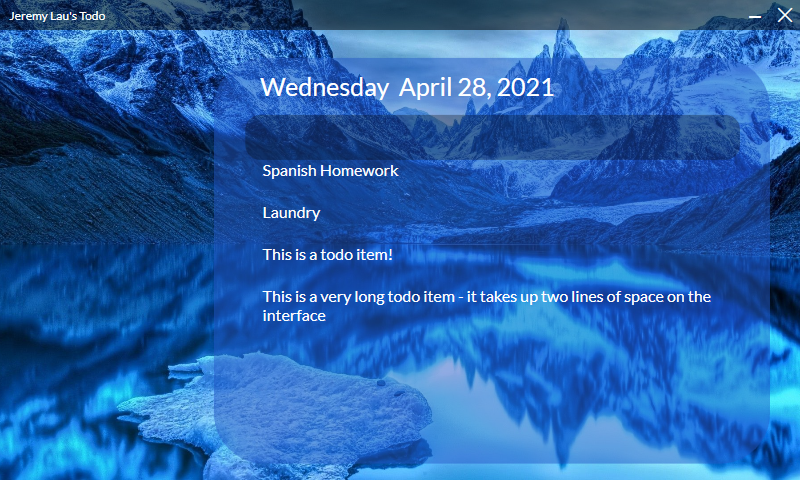 Jeremy Lau's Todo
Wednesday April 28, 2021
Spanish Homework
Laundry
This is a todo item!
This is a very long todo item - it takes up two lines of space on the
interface